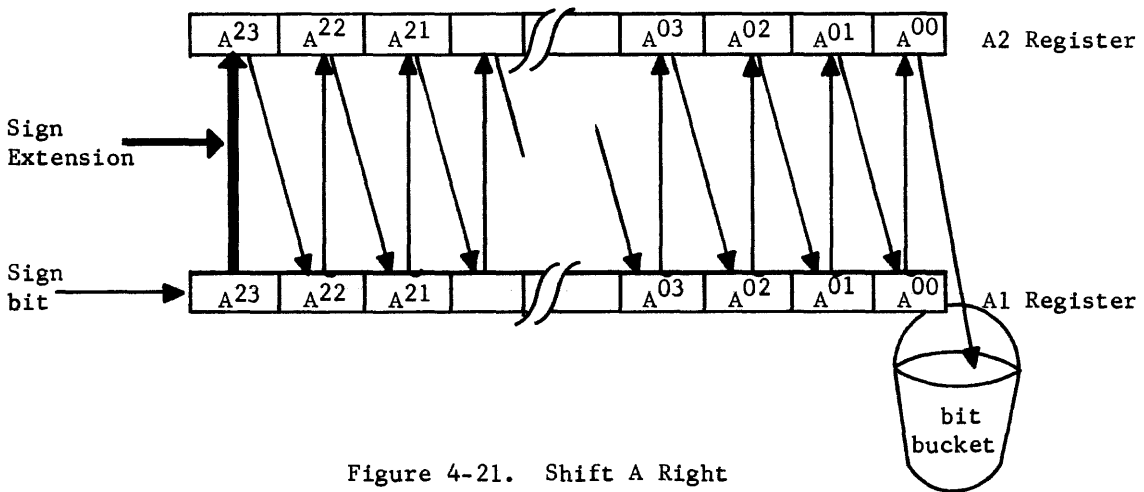 A23 A22 A21 A03 A02 A01 A00 A2 Register
Sign
Extension
Sign
bit
A23 A22 A21 A03 A02 A01 A00 A1 Register
bit
bucket
Figure 4-21. Shift A Right